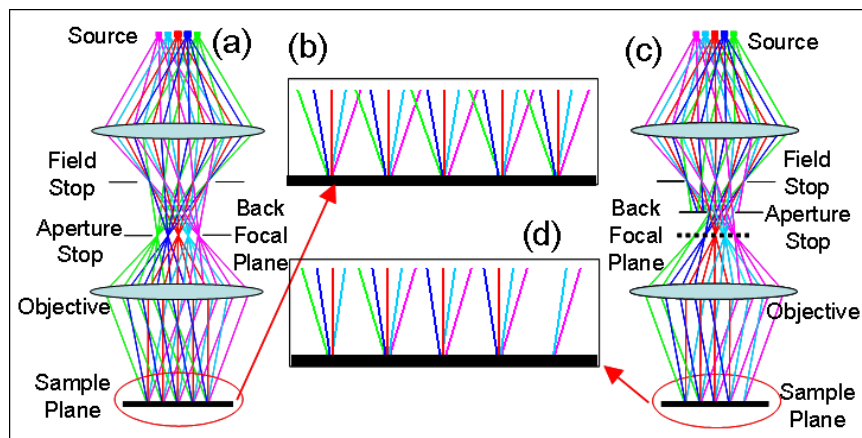 Source
(a)
Field
Stop
Aperture
Stop
Back
Focal
Plane
Objective
Sample
Plane
(b)
(d)
(c)
Source
Field
Stop
Back
Focal
Plane
Aperture
Stop
Objective
Sample
Plane